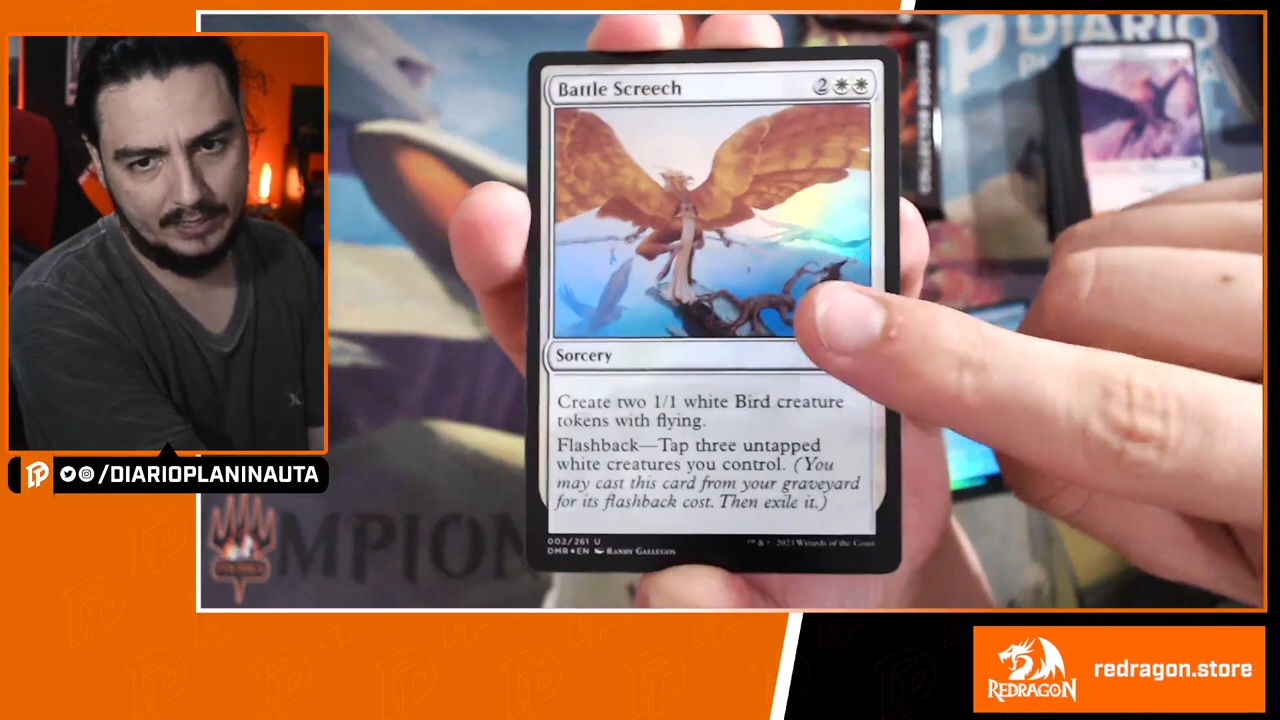 DIARIO
Battle Screech 2
Sorcery
Create two 1/1 white Bird creature
tokens with flying.
Flashback—Tap three untapped
white creatures you control. (You
may cast this card from your graveyard
for its flashback cost. Then exile it.)
002/261 U
DMR EN Randy Gallegos
™ & 2023 Wizards of the Coast
/DIARIOPLANINAUTA
MPION
REDRAGON
redragon.store